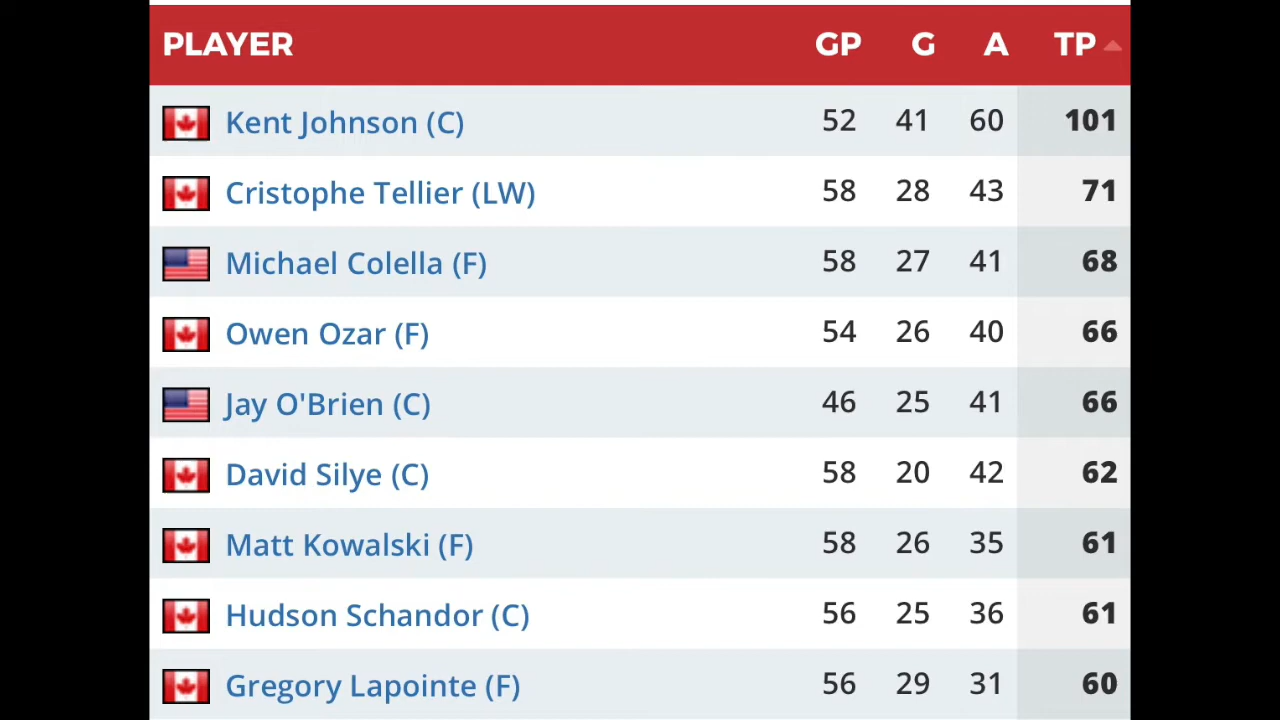 PLAYER GP G A TP
Kent Johnson (C) 52 41 60 101
Cristophe Tellier (LW) 58 28 43 71
Michael Colella (F) 58 27 41 68
Owen Ozar (F) 54 26 40 66
Jay O'Brien (C) 46 25 41 66
David Silye (C) 58 20 42 62
Matt Kowalski (F) 58 26 35 61
Hudson Schandor (C) 56 25 36 61
Gregory Lapointe (F) 56 29 31 60